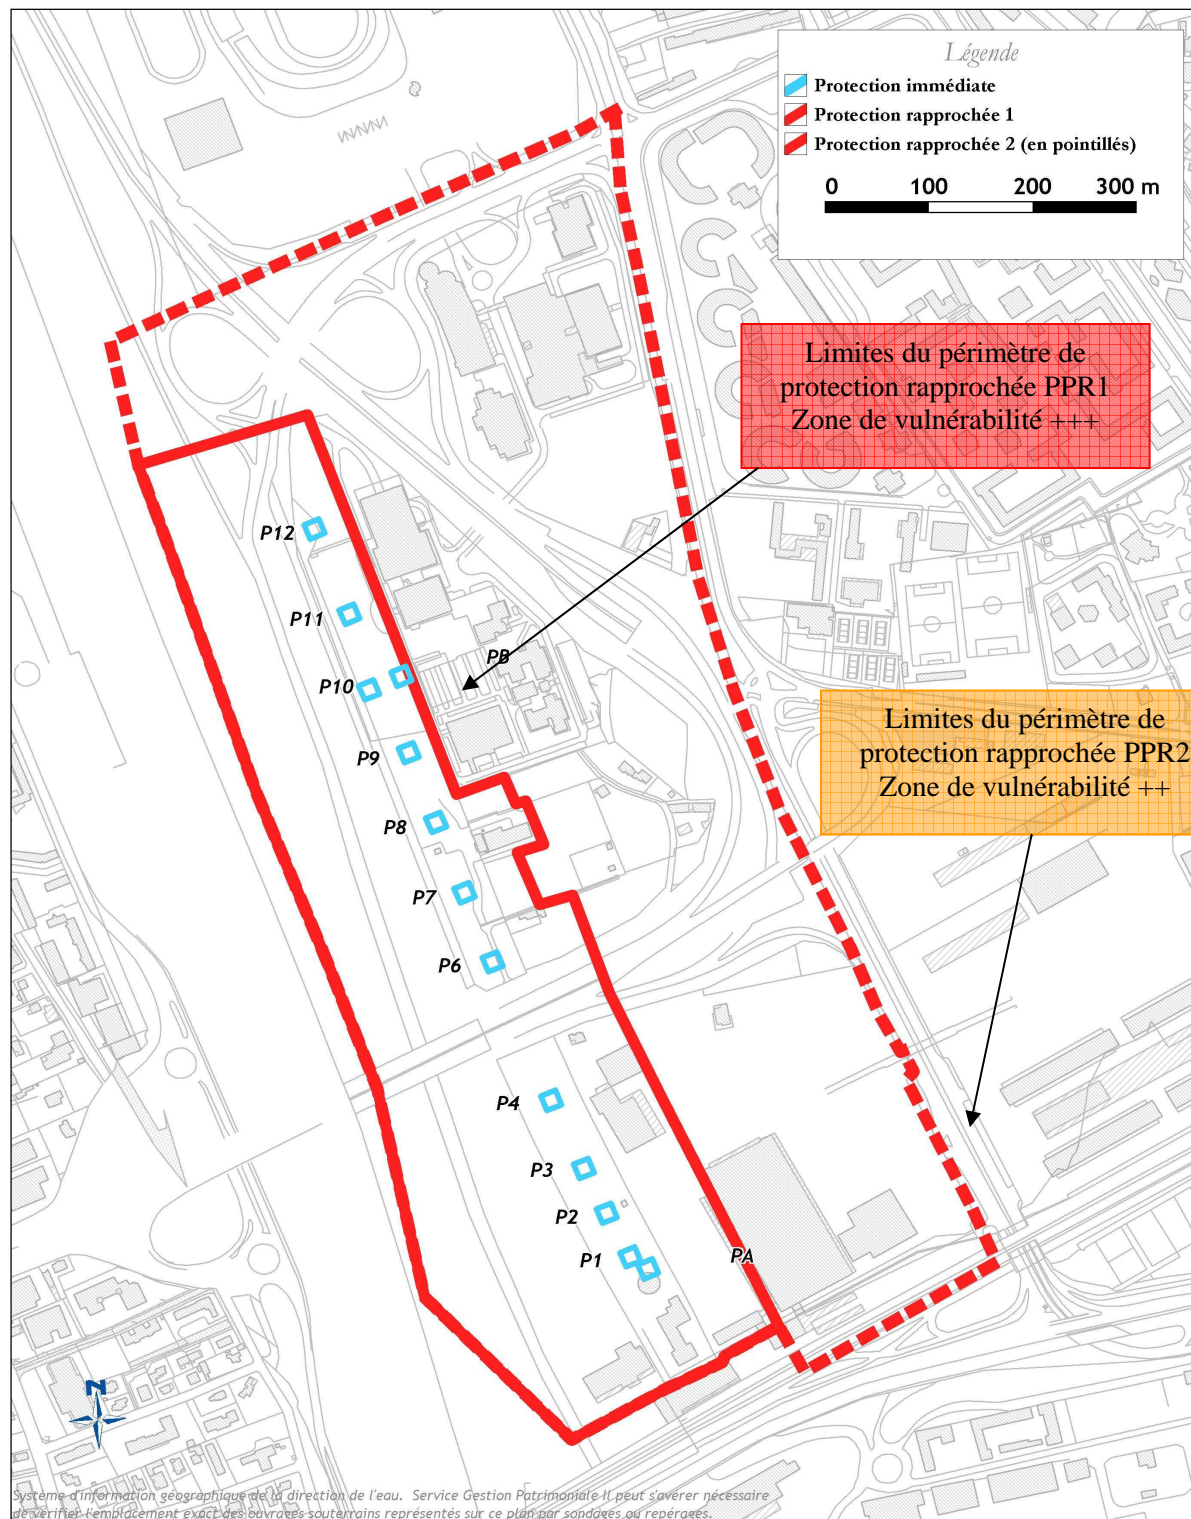 Légende
Protection immédiate
Protection rapprochée 1
Protection rapprochée 2 (en pointillés)
0 100 200 300 m
Limites du périmètre de
protection rapprochée PPR1
Zone de vulnérabilité +++
P12
P11
PB
P10
Limites du périmètre de
protection rapprochée PPR2
Zone de vulnérabilité ++
P9
P8
P7
P6
P4
P3
P2
P1
PA
N
Système d'information géographique de la direction de l'eau. Service Gestion Patrimoniale Il peut s'avérer nécessaire
de vérifier l'emplacement exact des ouvrages souterrains représentés sur ce plan par sondages ou repérages.